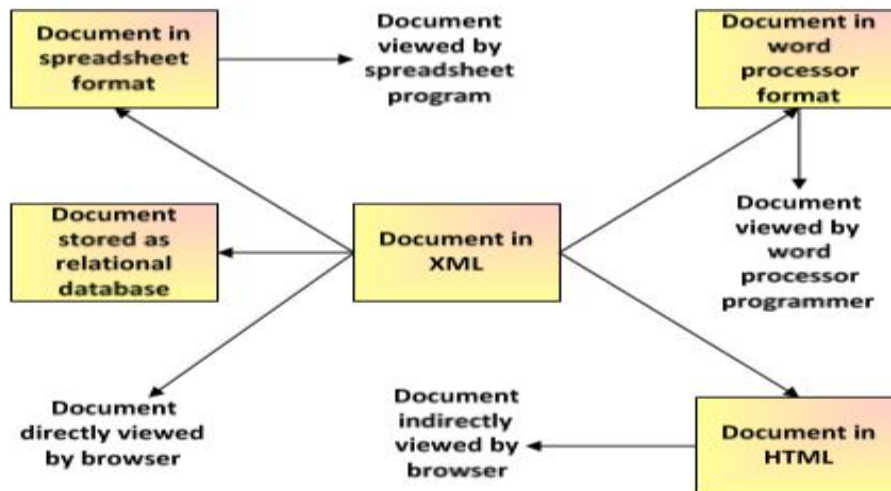 Document in
spreadsheet
format
Document
viewed by
spreadsheet
program
Document in
word
processor
format
Document
stored as
relational
database
Document in
XML
Document
viewed by
word
processor
programmer
Document
directly viewed
by browser
Document
indirectly
viewed by
browser
Document in
HTML